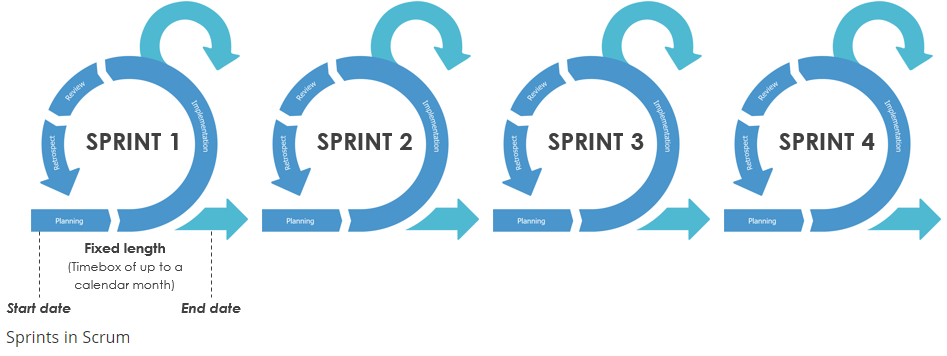 Review
Implementation
Retrospect
SPRINT 1
Planning
Review
Implementation
Retrospect
SPRINT 2
Planning
Review
Implementation
Retrospect
SPRINT 3
Planning
Review
Implementation
Retrospect
SPRINT 4
Planning
Fixed length
(Timebox of up to a
calendar month)
Start date
End date
Sprints in Scrum